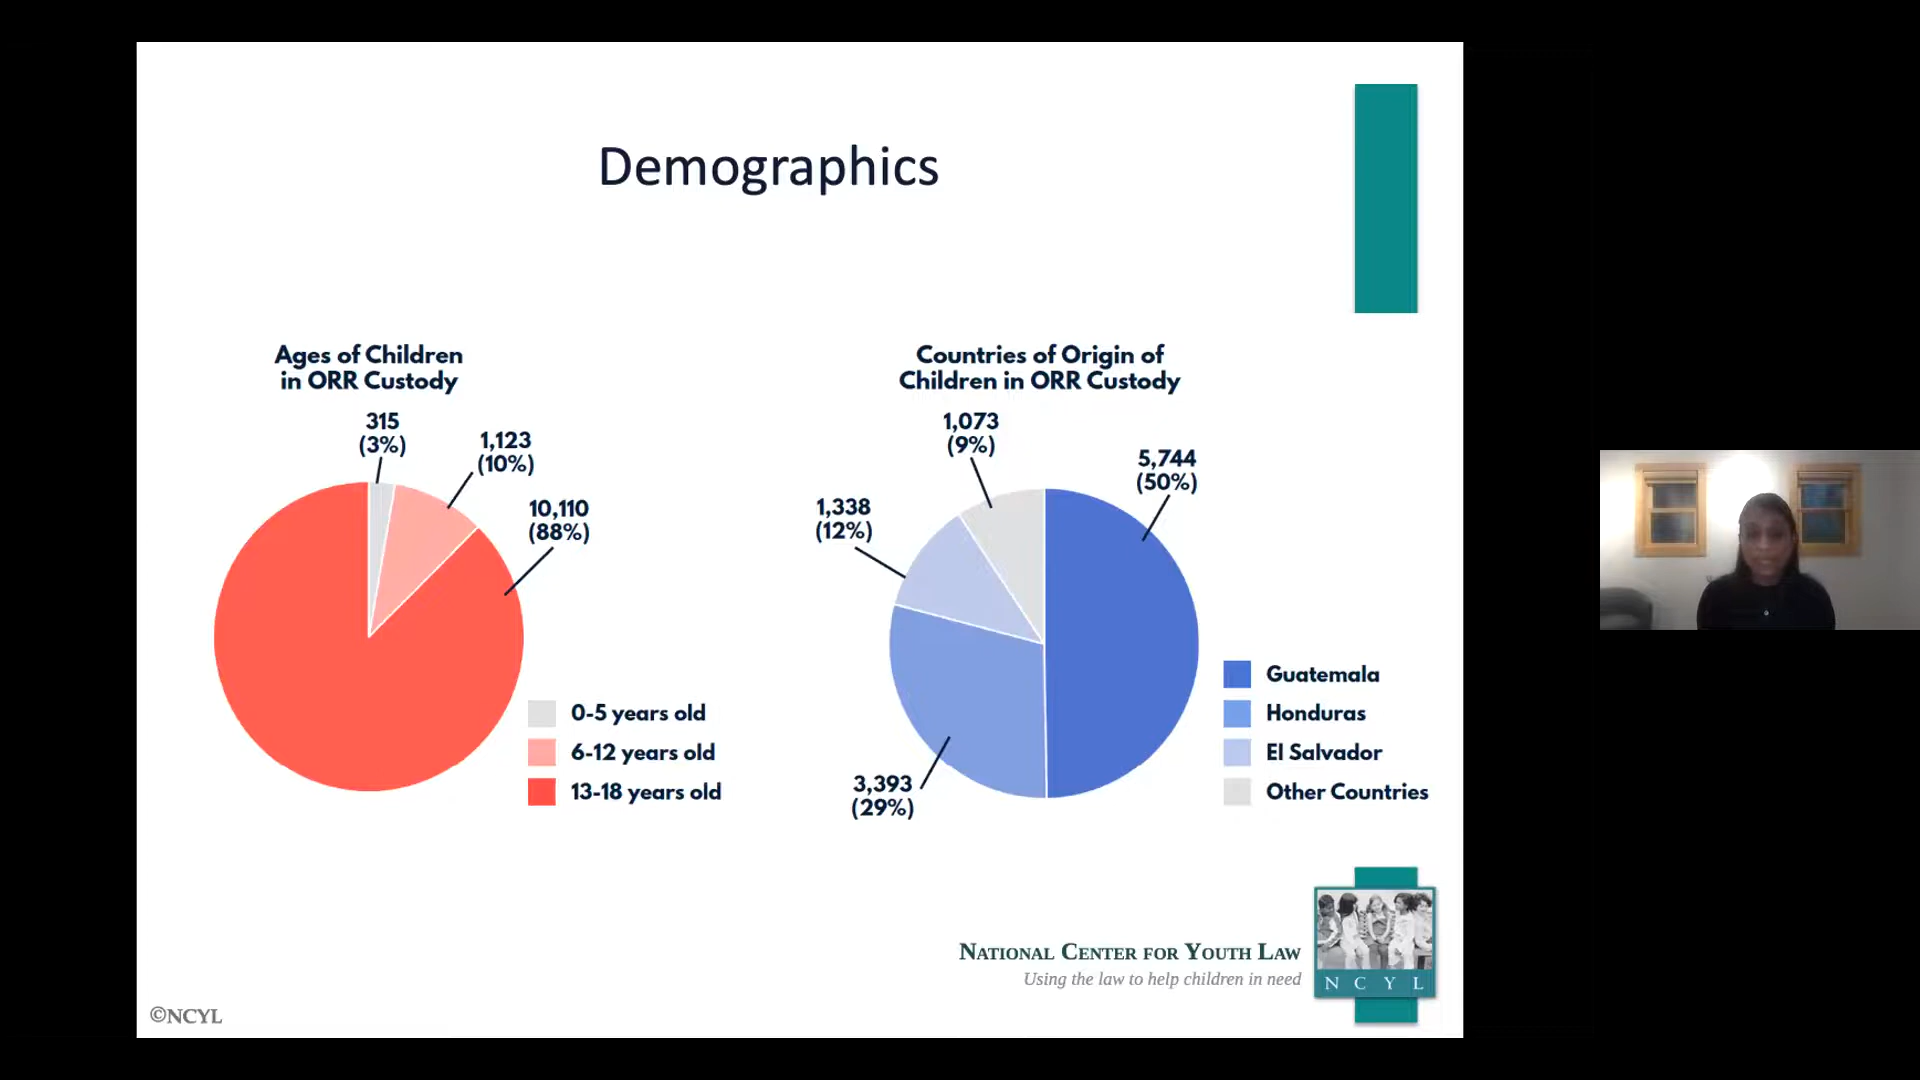 Demographics
Ages of Children
in ORR Custody
315
(3%)
1,123
(10%)
10,110
(88%)
0-5 years old
6-12 years old
13-18 years old
Countries of Origin of
Children in ORR Custody
1,073
(9%)
5,744
(50%)
1,338
(12%)
3,393
(29%)
Guatemala
Honduras
El Salvador
Other Countries
NATIONAL CENTER FOR YOUTH LAW
Using the law to help children in need
N C Y L
©NCYL